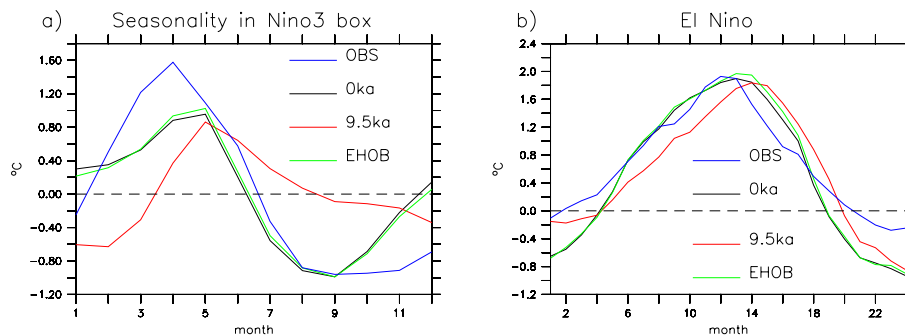 a) Seasonality in Nino3 box
1.60
1.20
0.80
0.40
0.00
-0.40
-0.80
-1.20
°C
1 3 5 7 9 11
month
OBS
0ka
9.5ka
EHOB
b) El Nino
2.4
2.0
1.6
1.2
0.8
0.4
0.0
-0.4
-0.8
-1.2
°C
2 6 10 14 18 22
month
OBS
0ka
9.5ka
EHOB